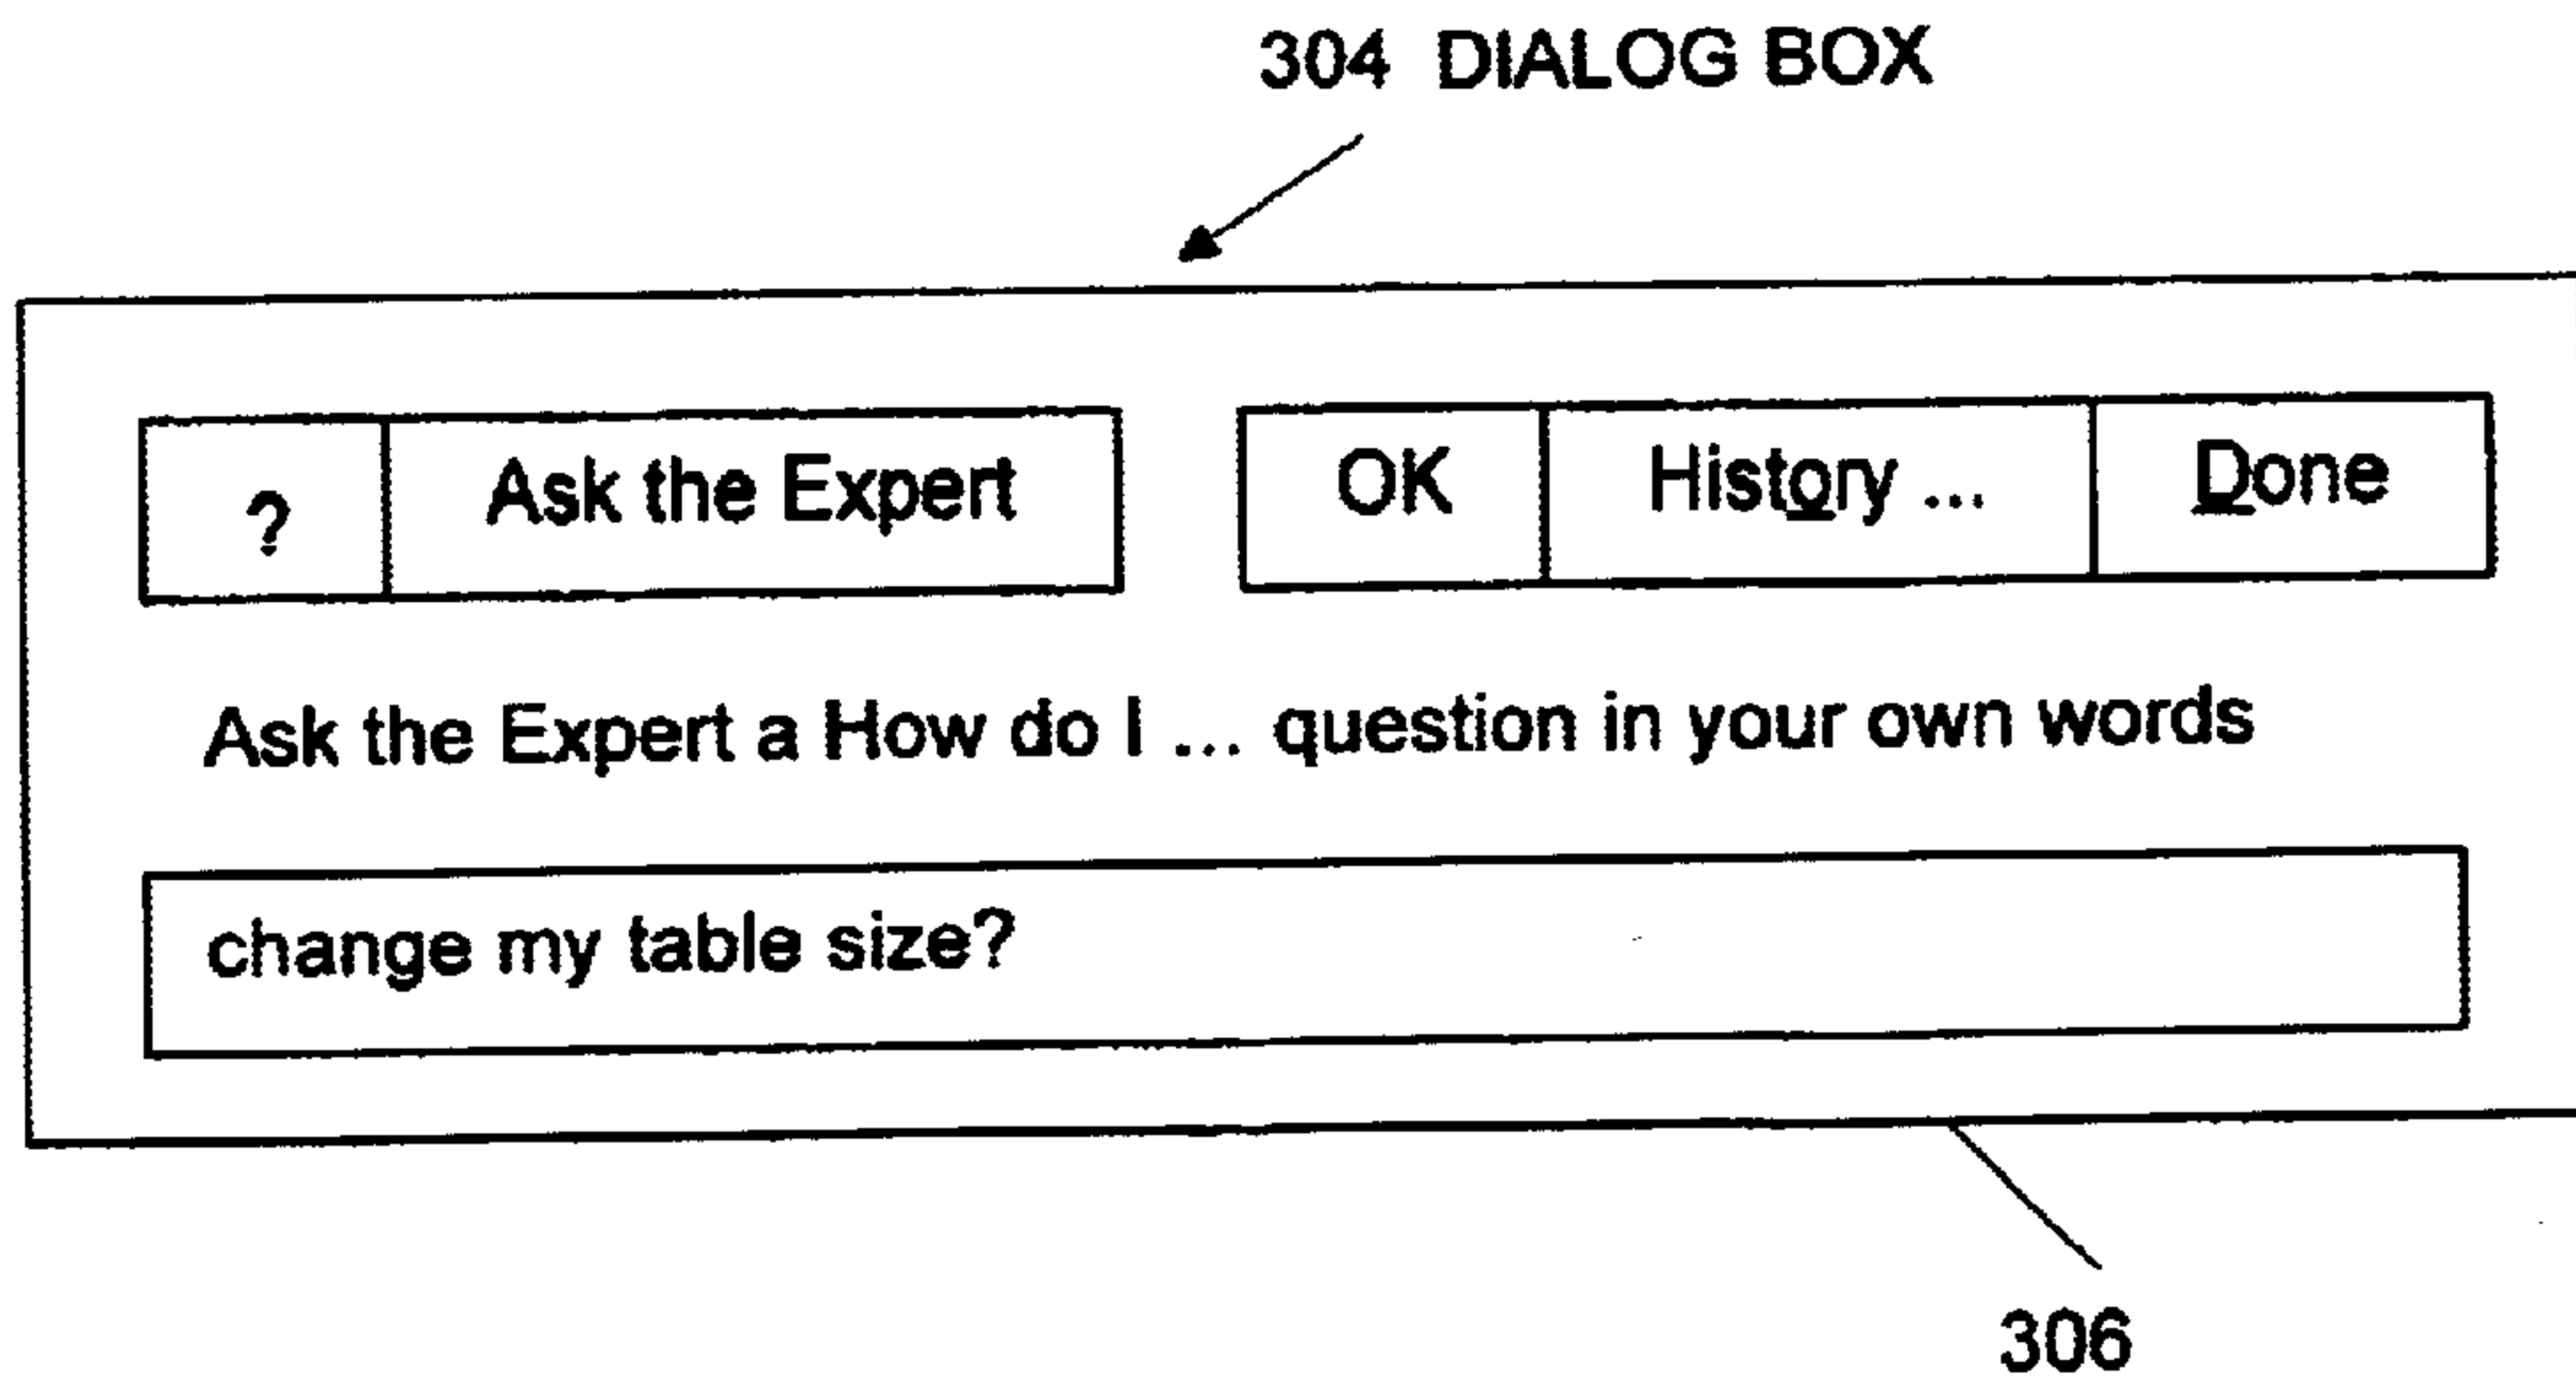 304 DIALOG BOX
? Ask the Expert OK History ... Done
Ask the Expert a How do I ... question in your own words
change my table size?
306